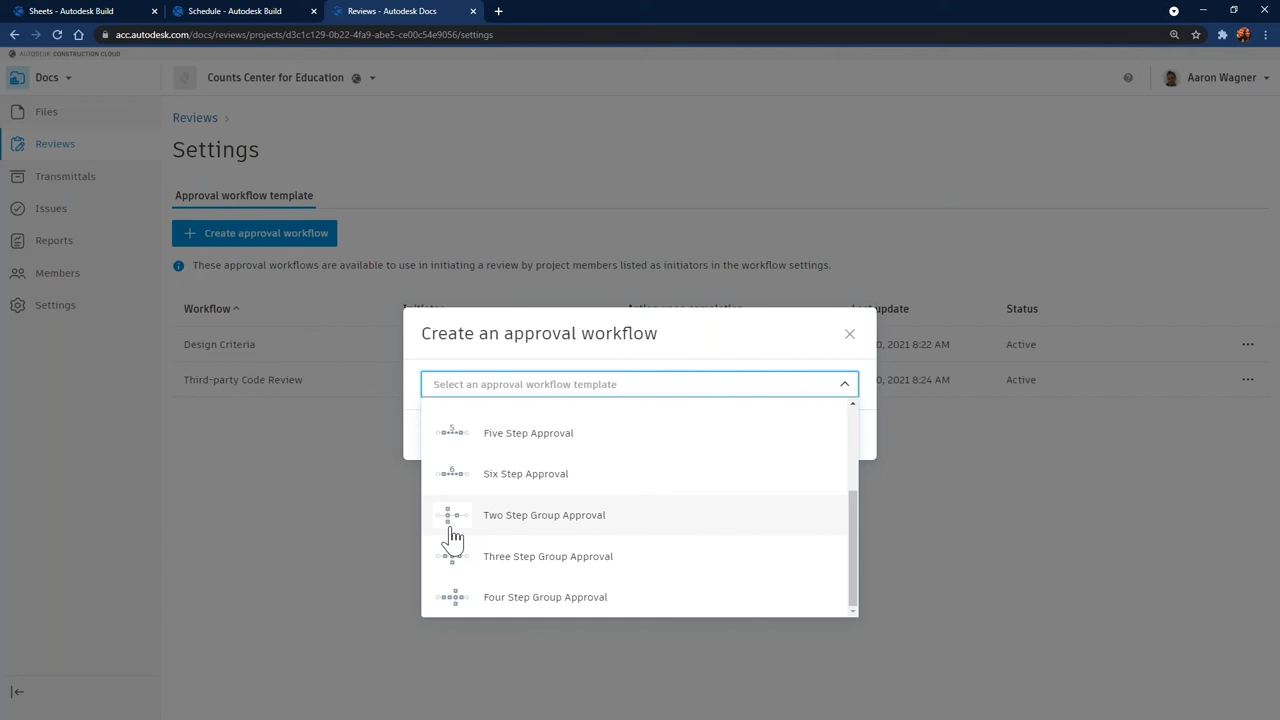 Sheets - Autodesk Build
Schedule - Autodesk Build
Reviews - Autodesk Docs
acc.autodesk.com/docs/reviews/projects/d3c1c129-0b22-4fa9-abe5-ce00c54e9056/settings
AUTODESK CONSTRUCTION CLOUD
Docs
Counts Center for Education
Aaron Wagner
Files
Reviews
Transmittals
Issues
Reports
Members
Settings
Reviews >
Settings
Approval workflow template
+ Create approval workflow
These approval workflows are available to use in initiating a review by project members listed as initiators in the workflow settings.
Workflow
Status
Design Criteria
0, 2021 8:22 AM
Active
Third-party Code Review
0, 2021 8:24 AM
Active
Create an approval workflow
Select an approval workflow template
5
Five Step Approval
6
Six Step Approval
Two Step Group Approval
Three Step Group Approval
Four Step Group Approval